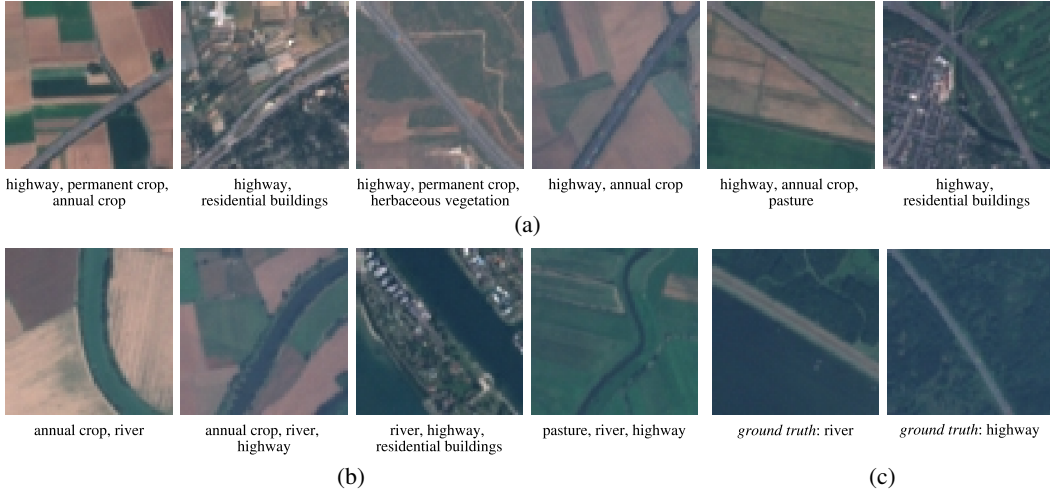 highway, permanent crop,
annual crop
highway,
residential buildings
highway, permanent crop,
herbaceous vegetation
highway, annual crop
highway, annual crop,
pasture
highway,
residential buildings
(a)
annual crop, river
annual crop, river,
highway
river, highway,
residential buildings
pasture, river, highway
ground truth: river
ground truth: highway
(b)
(c)